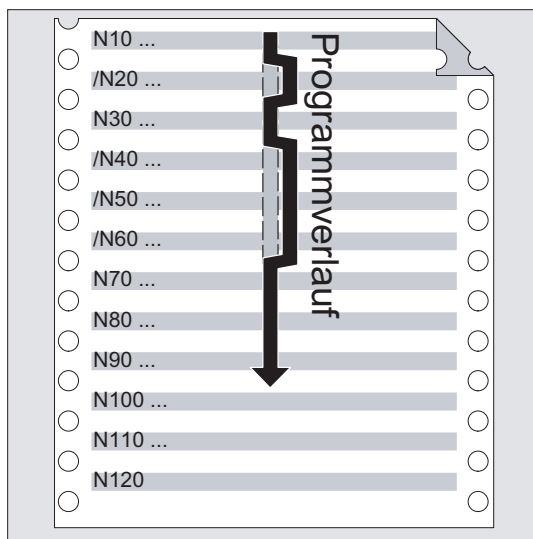 N10 ...
/N20 ...
N30 ...
/N40 ...
/N50 ...
/N60 ...
N70 ...
N80 ...
N90 ...
N100 ...
N110 ...
N120
Programmverlauf